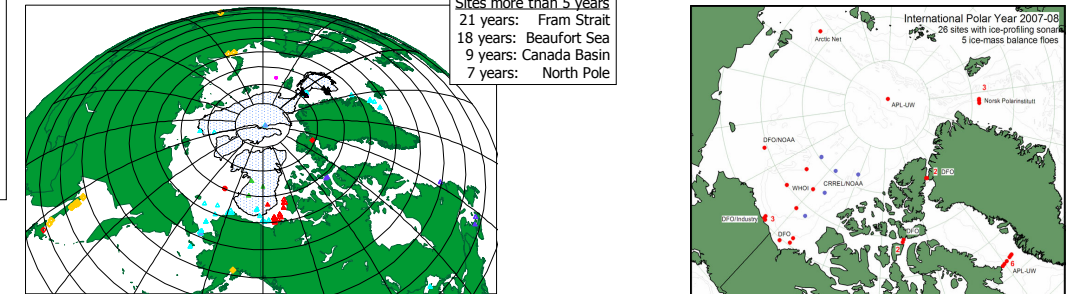 Sites more than 5 years
21 years: Fram Strait
18 years: Beaufort Sea
9 years: Canada Basin
7 years: North Pole
International Polar Year 2007-08
26 sites with ice-profiling sonar
5 ice-mass balance floes
Arctic Net
3
APL-UW
Norsk Polarinstitutt
DFO/NOAA
2 DFO
CRREL/NOAA
WHOI
DFO/Industry 3
DFO
DFO
2
6
APL-UW